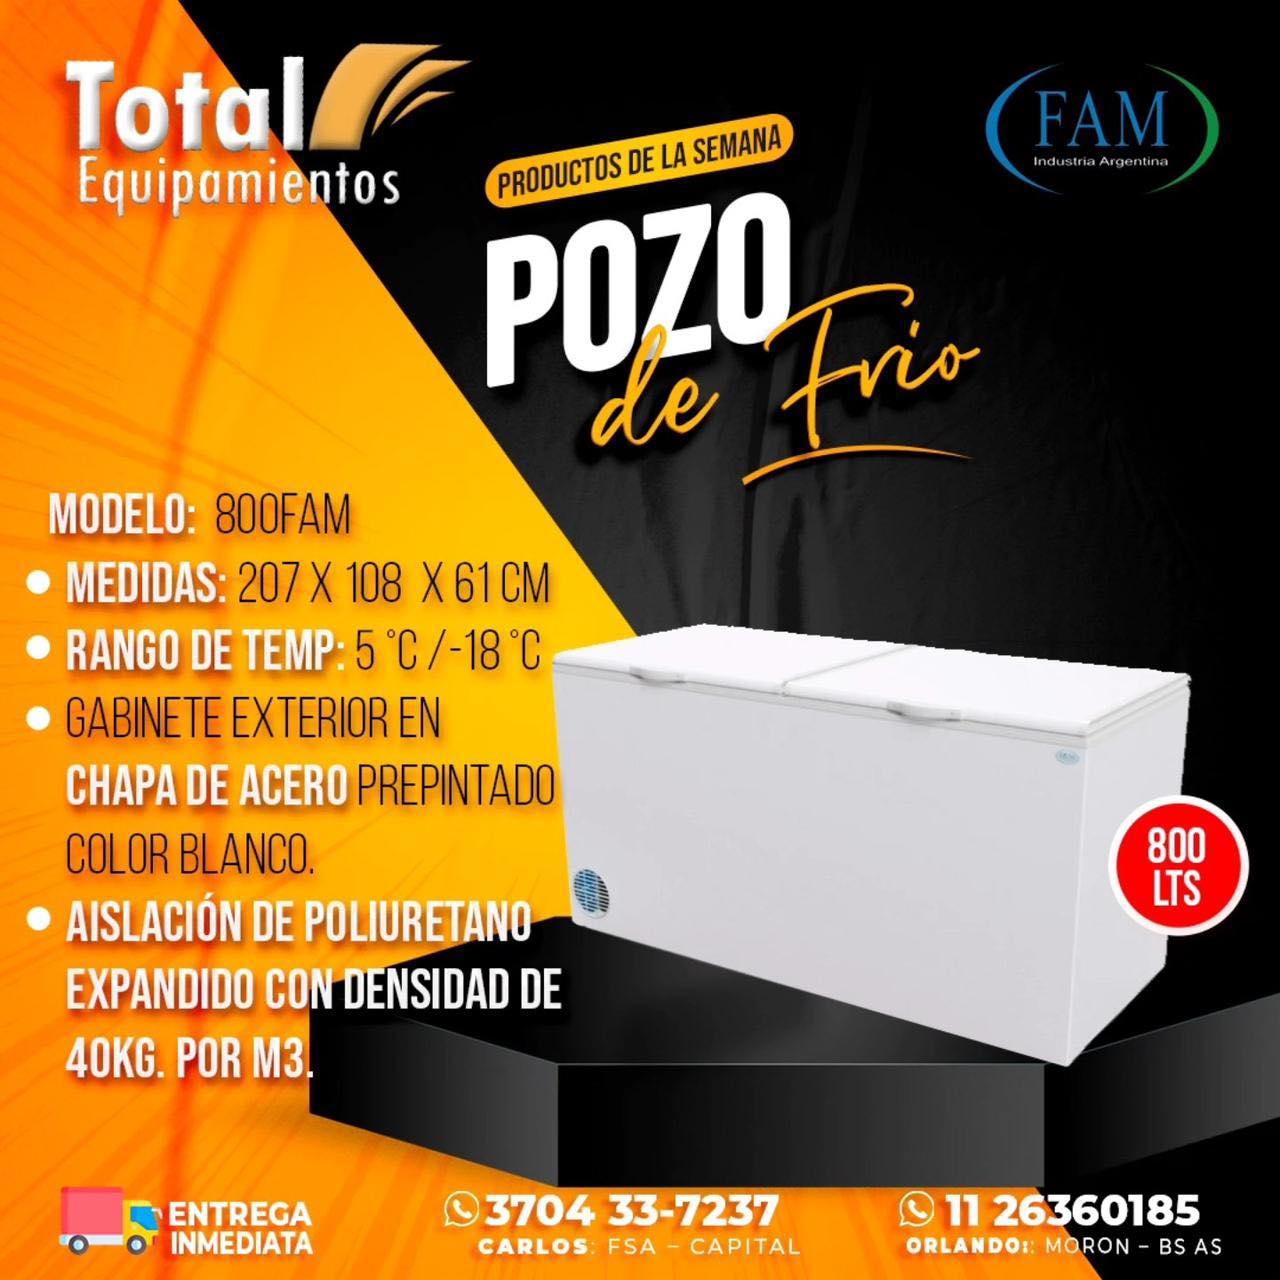 Total
Equipamientos
PRODUCTOS DE LA SEMANA
POZO
de Frio
FAM
Industria Argentina
MODELO: 800FAM
MEDIDAS: 207 X 108 X 61 CM
RANGO DE TEMP: 5 °C /-18 °C
GABINETE EXTERIOR EN
CHAPA DE ACERO PREPINTADO
COLOR BLANCO.
AISLACIÓN DE POLIURETANO
EXPANDIDO CON DENSIDAD DE
40KG. POR M3.
800
LTS
ENTREGA
INMEDIATA
3704 33-7237
CARLOS: FSA - CAPITAL
11 26360185
ORLANDO:: MORON - BS AS